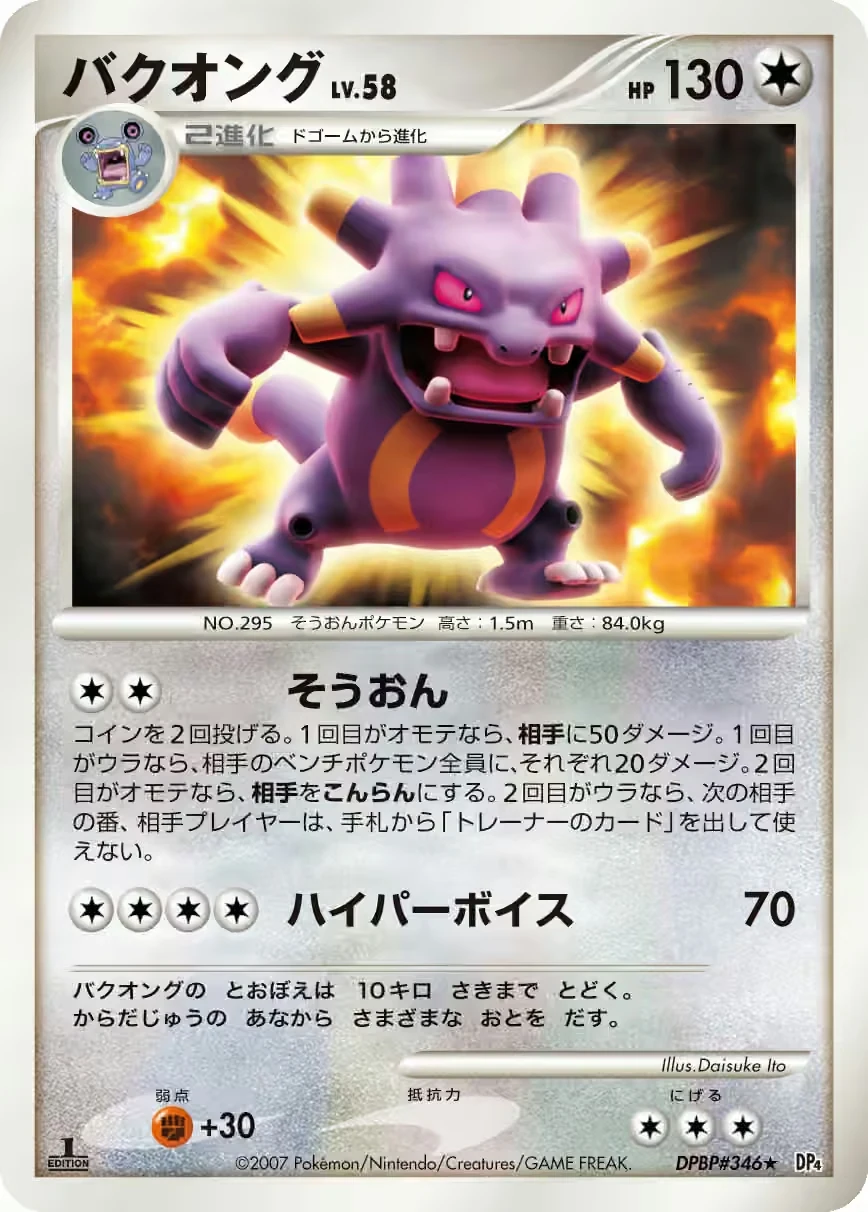 バクオング LV.58 HP 130
2進化 ドゴームから進化
NO.295 そうおんポケモン 高さ：1.5m 重さ：84.0kg
そうおん
コインを2回投げる。1回目がオモテなら、相手に50ダメージ。1回目
がウラなら、相手のベンチポケモン全員に、それぞれ20ダメージ。2回
目がオモテなら、相手をこんらんにする。2回目がウラなら、次の相手
の番、相手プレイヤーは、手札から「トレーナーのカード」を出して使
えない。
ハイパーボイス 70
バクオングの とおぼえは 10キロ さきまで とどく。
からだじゅうの あなから さまざまな おとを だす。
Illus.Daisuke Ito
弱点 抵抗力 にげる
+30
1 EDITION ©2007 Pokémon/Nintendo/Creatures/GAME FREAK. DPBP#346★ DP4